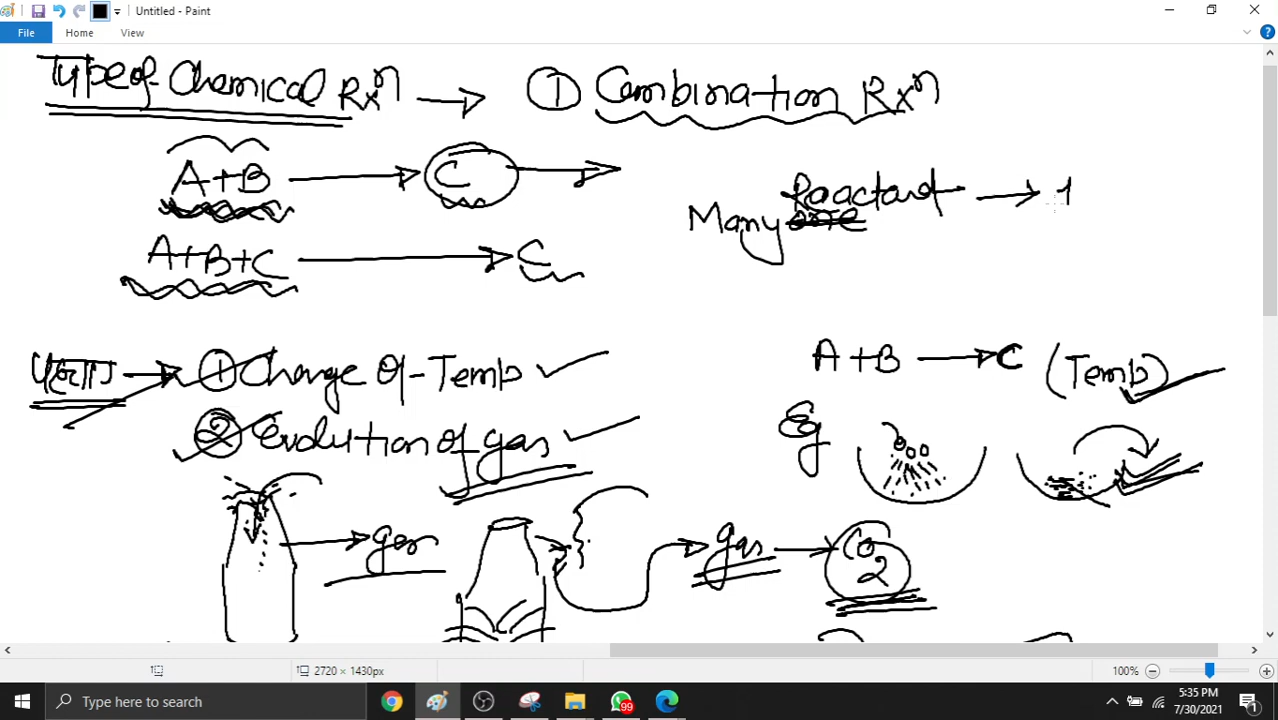 Untitled - Paint
File Home View
Type of Chemical Rxn → ① Combination Rxn
A+B → C →
Many Reactant → 1
A+B+C → C
→ ① Change Of Temp ✓
A+B → C (Temp)
② Evolution of gas ✓
Eg
gas
gas → CO2
2720 × 1430px
100%
Type here to search
99
5:35 PM
7/30/2021
1